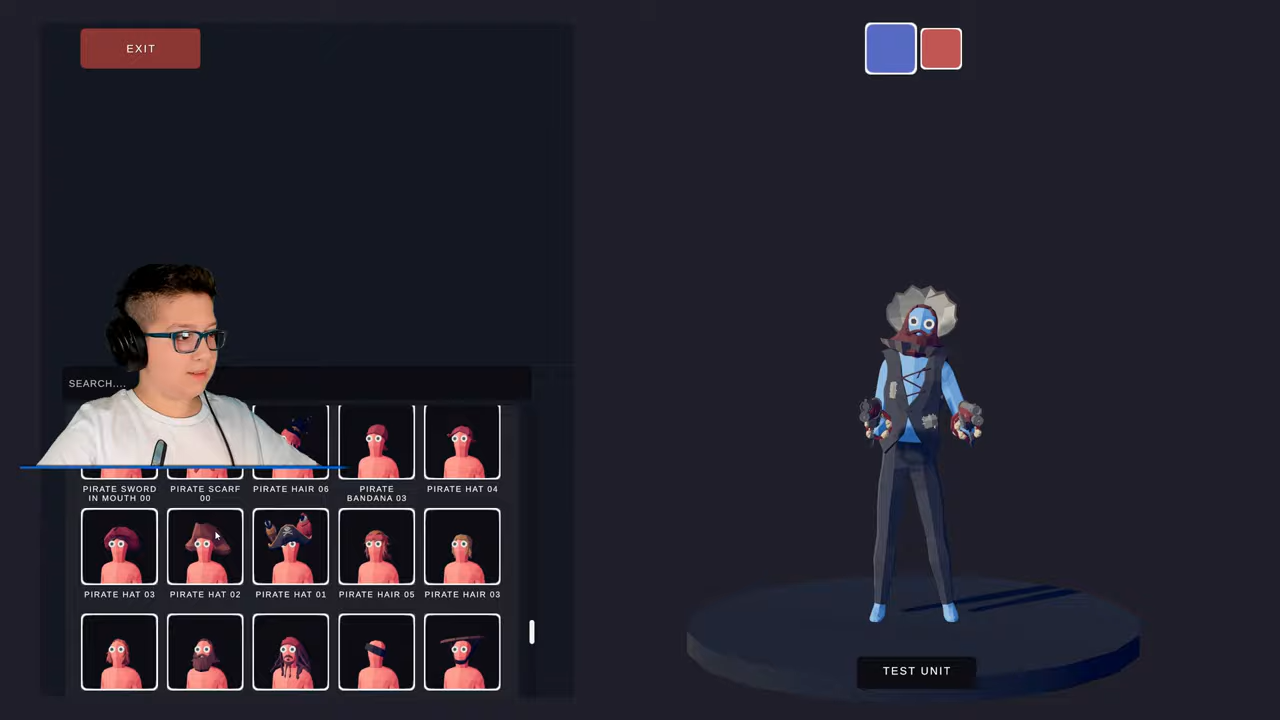 EXIT
SEARCH....
PIRATE SWORD
IN MOUTH 00
PIRATE SCARF
00
PIRATE HAIR 06
PIRATE
BANDANA 03
PIRATE HAT 04
PIRATE HAT 03
PIRATE HAT 02
PIRATE HAT 01
PIRATE HAIR 05
PIRATE HAIR 03
TEST UNIT